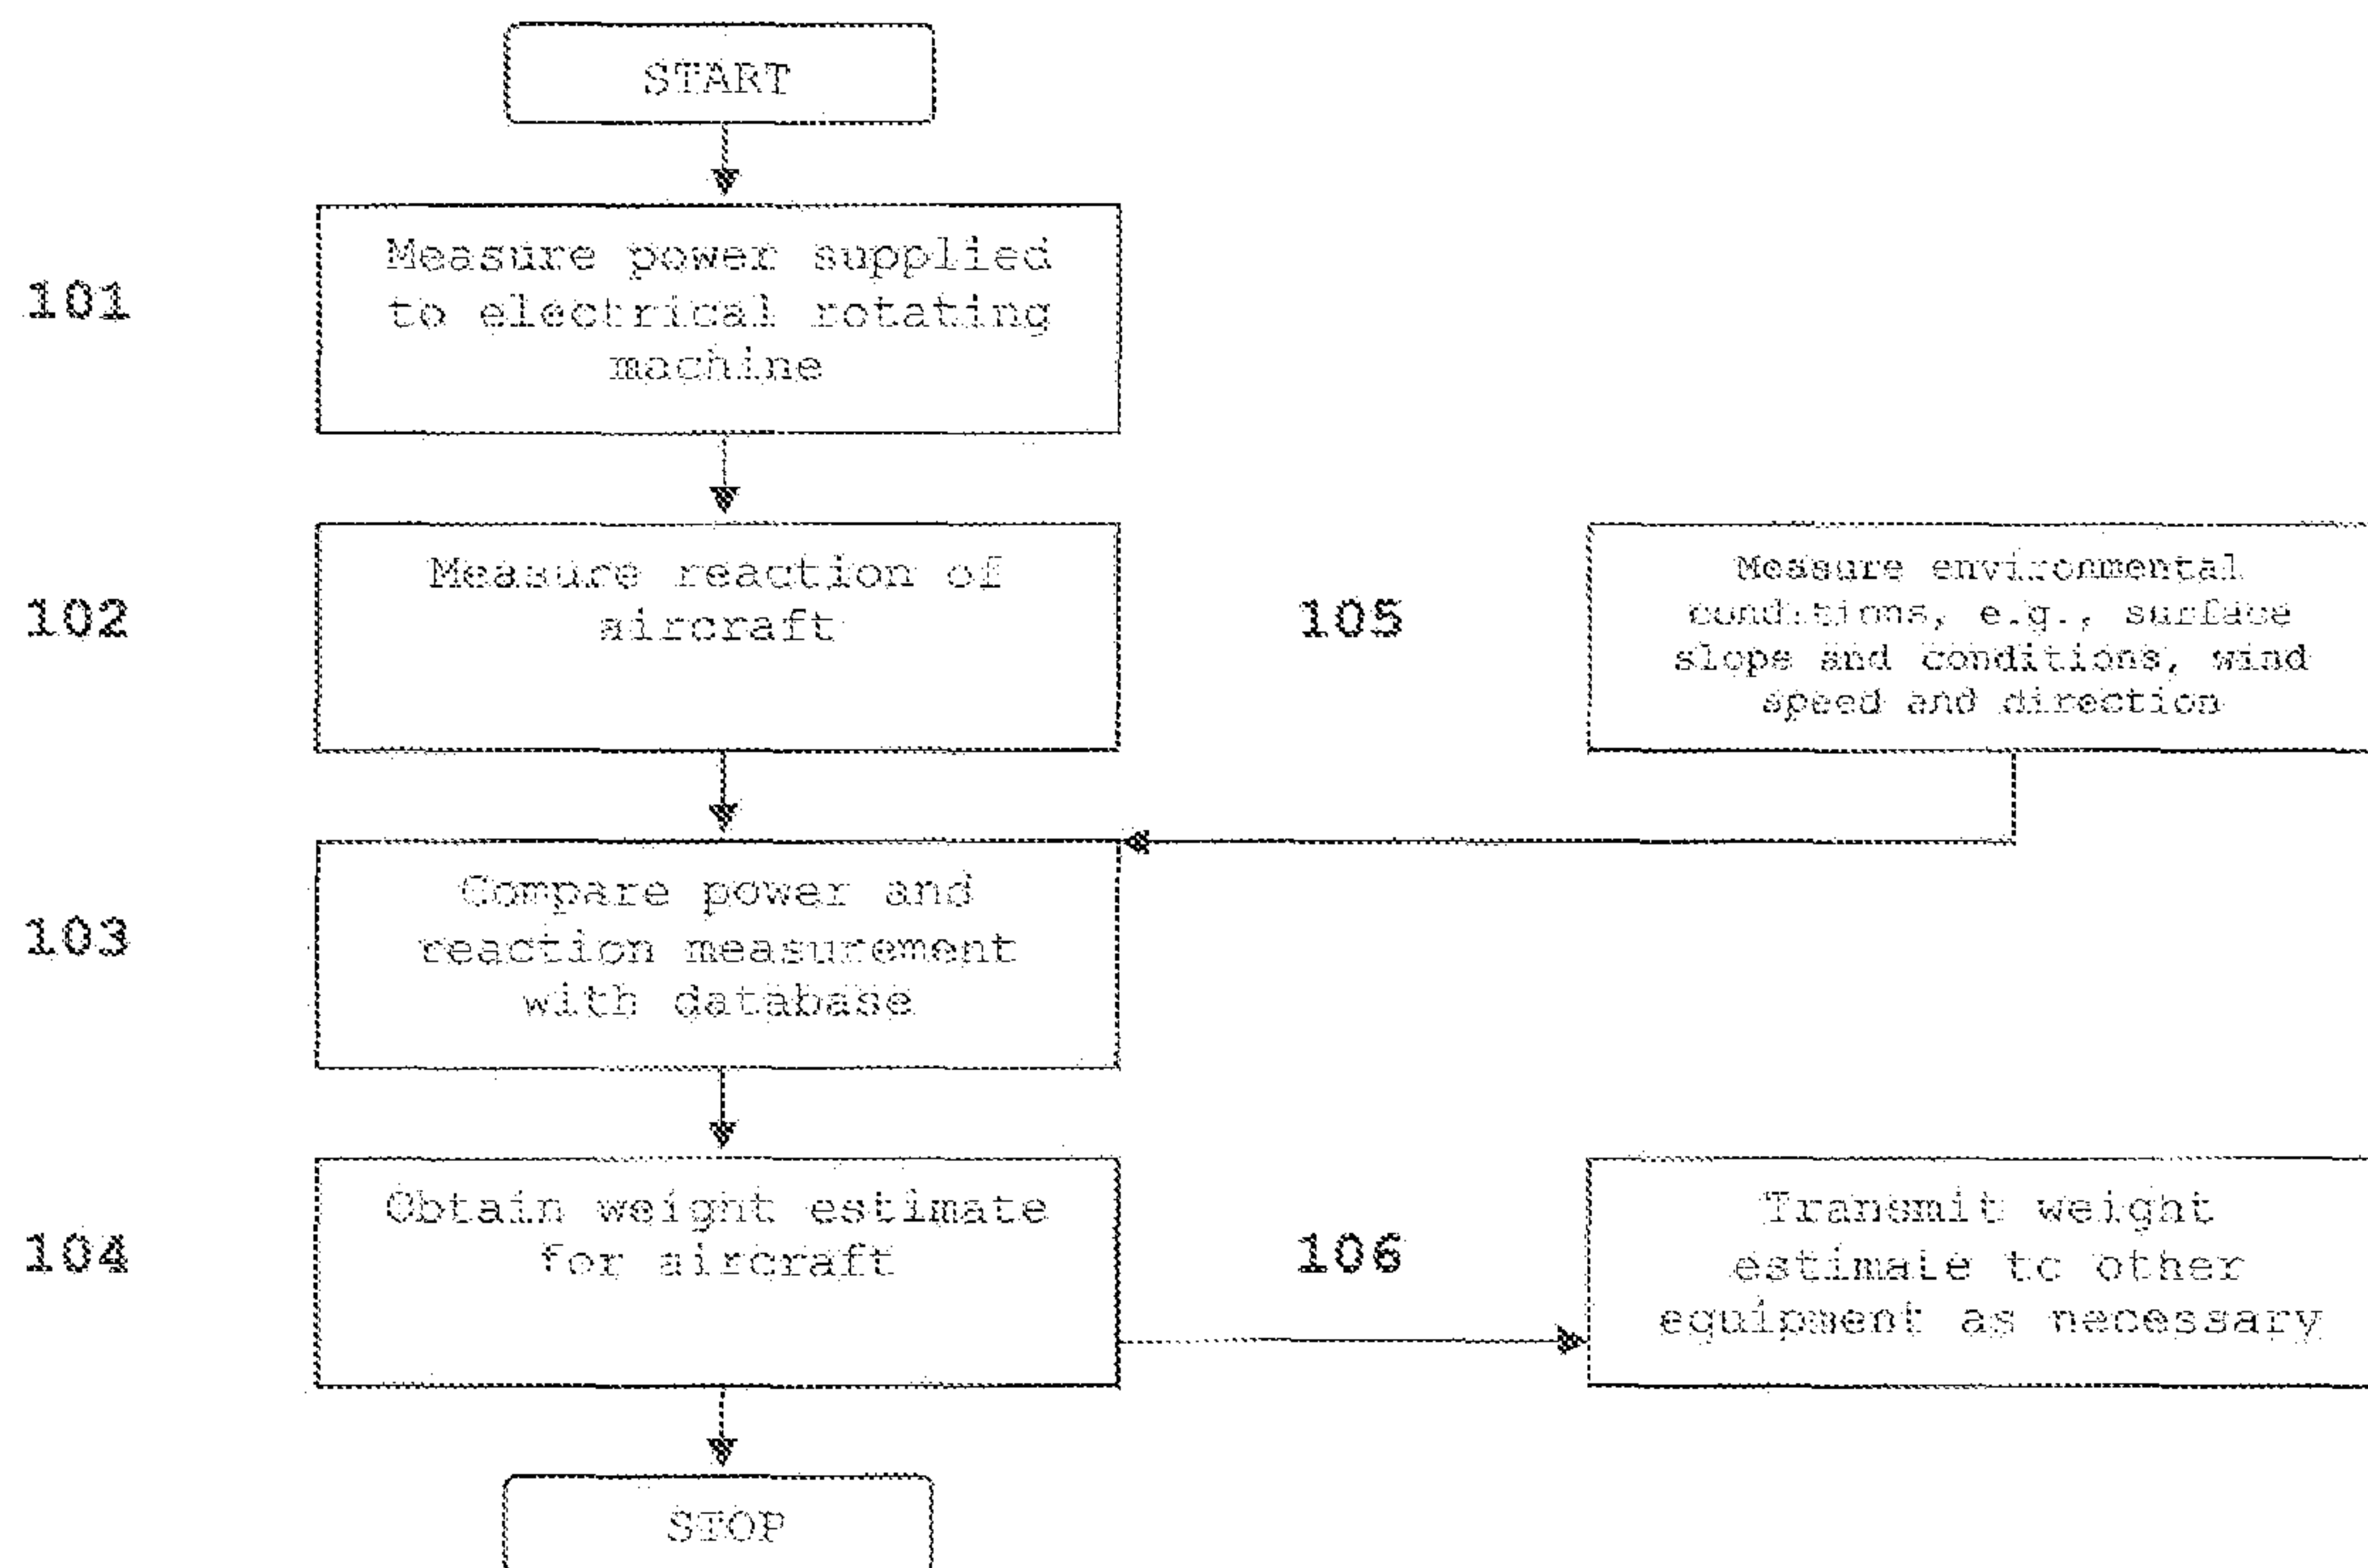 START
101
Measure power supplied
to electrical rotating
machine
102
Measure reaction of
aircraft
105
Measure environmental
conditions, e.g., surface
slope and conditions, wind
speed and direction
103
Compare power and
reaction measurement
with database
104
Obtain weight estimate
for aircraft
106
Transmit weight
estimate to other
equipment as necessary
STOP